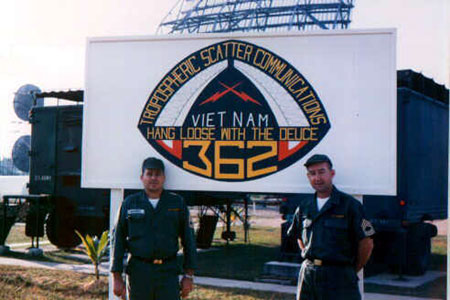 TROPOSPHERIC SCATTER COMMUNICATIONS
VIET NAM
HANG LOOSE WITH THE DEUCE
362